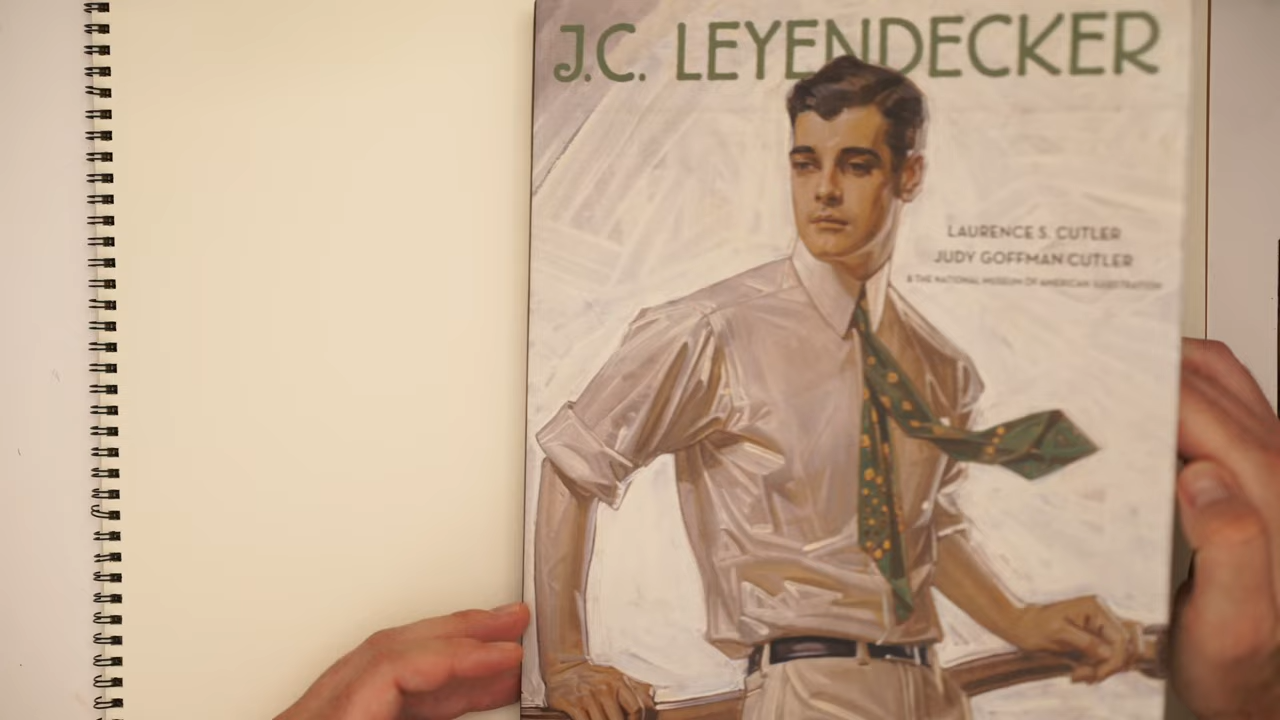 J.C. LEYENDECKER
LAURENCE S. CUTLER
JUDY GOFFMAN CUTLER
& THE NATIONAL MUSEUM OF AMERICAN ILLUSTRATION